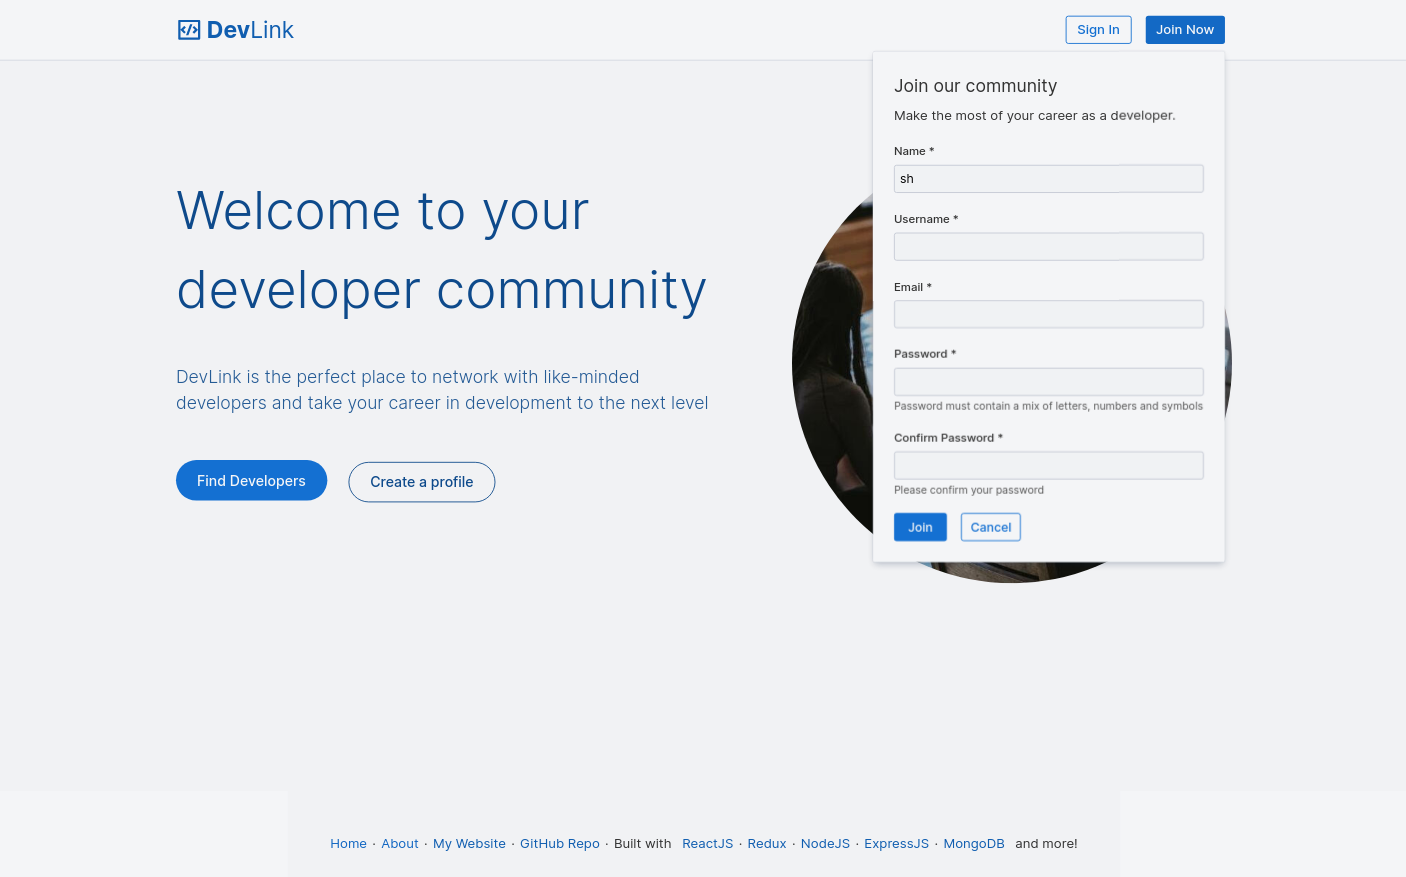 DevLink
Sign In
Join Now
Welcome to your
developer community
DevLink is the perfect place to network with like-minded
developers and take your career in development to the next level
Find Developers
Create a profile
Join our community
Make the most of your career as a developer.
Name *
sh
Username *
Email *
Password *
Password must contain a mix of letters, numbers and symbols
Confirm Password *
Please confirm your password
Join
Cancel
Home · About · My Website · GitHub Repo · Built with ReactJS · Redux · NodeJS · ExpressJS · MongoDB and more!